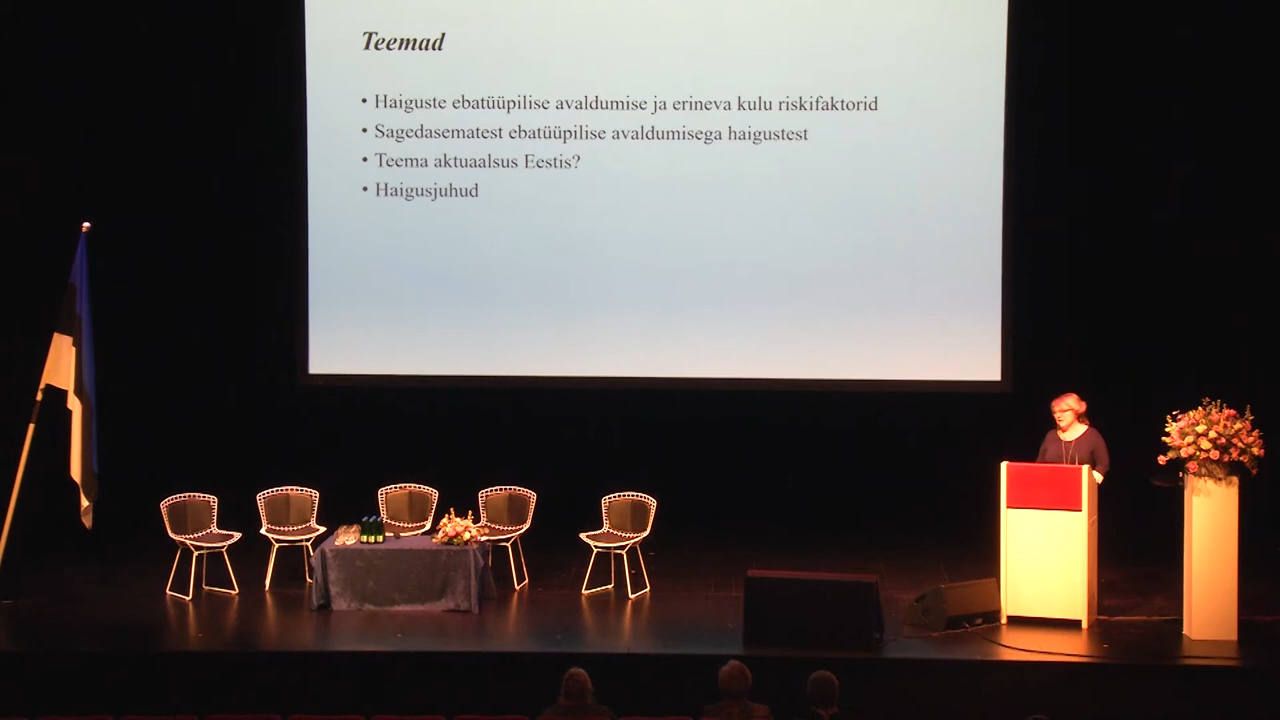 Teemad
• Haiguste ebatüüpilise avaldumise ja erineva kulu riskifaktorid
• Sagedasematest ebatüüpilise avaldumisega haigustest
• Teema aktuaalsus Eestis?
• Haigusjuhud